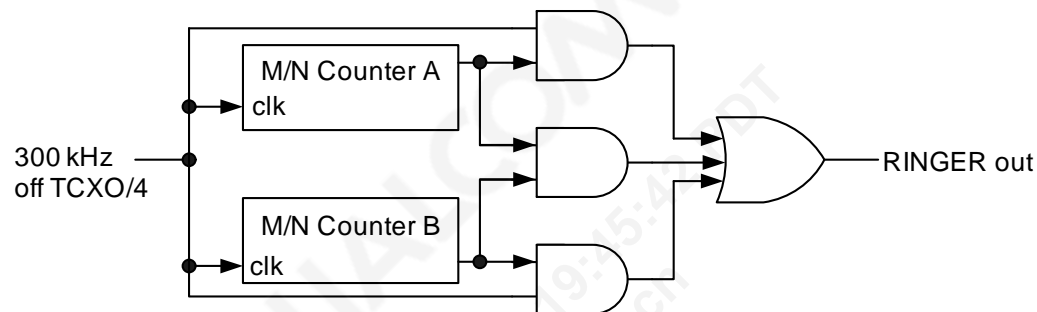 M/N Counter A
clk
300 kHz
off TCXO/4
RINGER out
M/N Counter B
clk